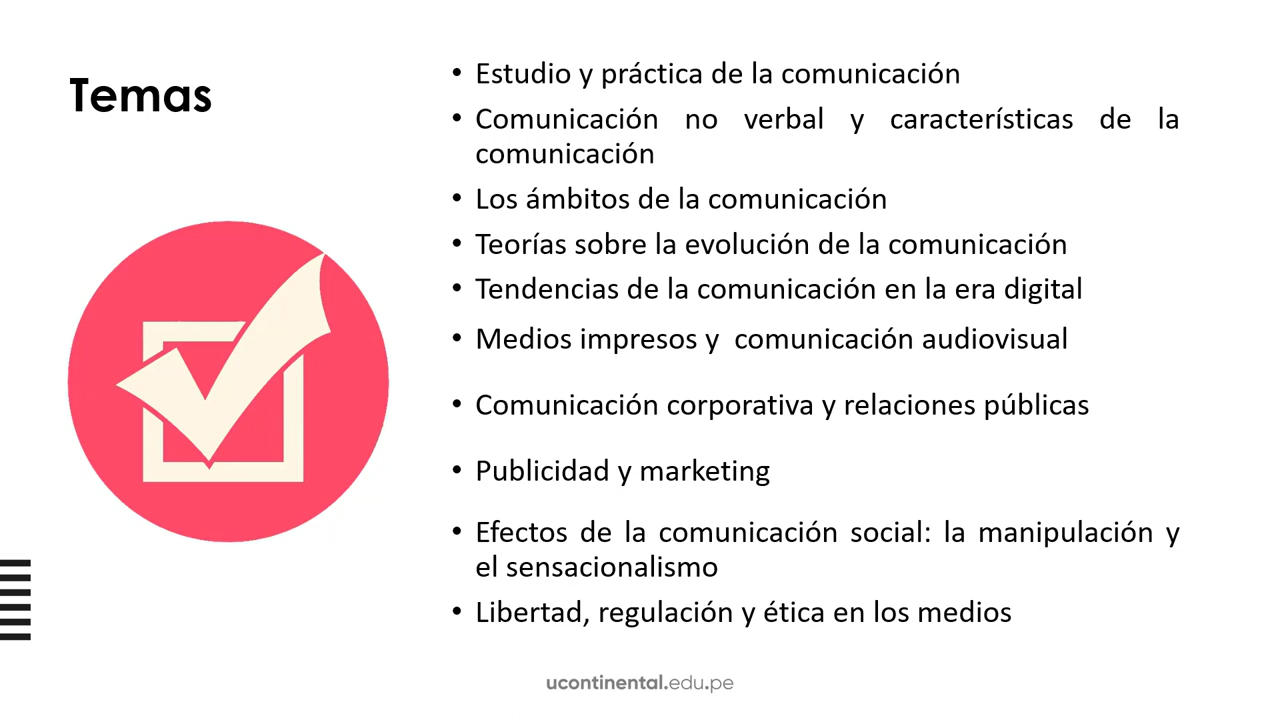 Temas
• Estudio y práctica de la comunicación
• Comunicación no verbal y características de la
comunicación
• Los ámbitos de la comunicación
• Teorías sobre la evolución de la comunicación
• Tendencias de la comunicación en la era digital
• Medios impresos y  comunicación audiovisual
• Comunicación corporativa y relaciones públicas
• Publicidad y marketing
• Efectos de la comunicación social: la manipulación y
el sensacionalismo
• Libertad, regulación y ética en los medios
ucontinental.edu.pe